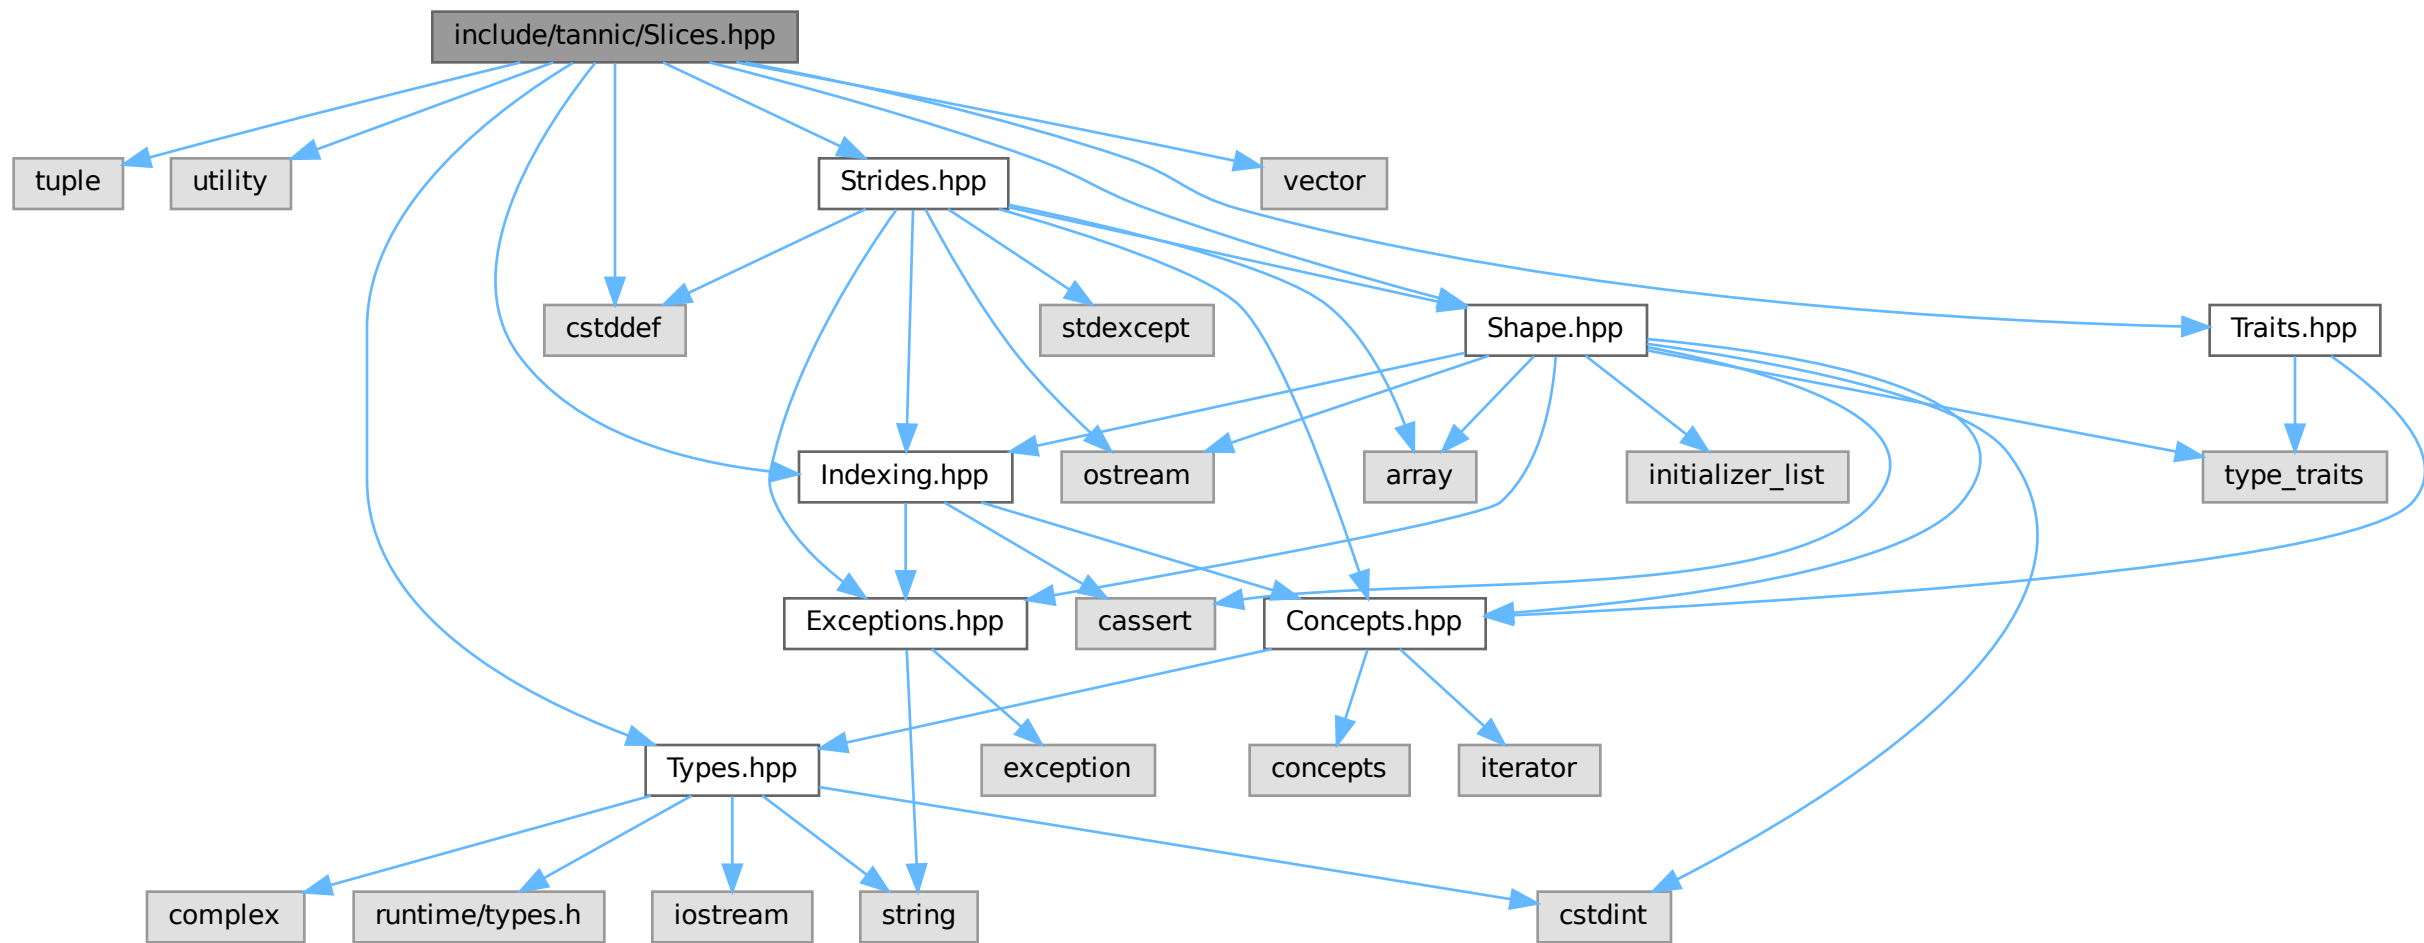 include/tannic/Slices.hpp
tuple
utility
Strides.hpp
vector
cstddef
stdexcept
Shape.hpp
Traits.hpp
Indexing.hpp
ostream
array
initializer_list
type_traits
Exceptions.hpp
cassert
Concepts.hpp
Types.hpp
exception
concepts
iterator
complex
runtime/types.h
iostream
string
cstdint